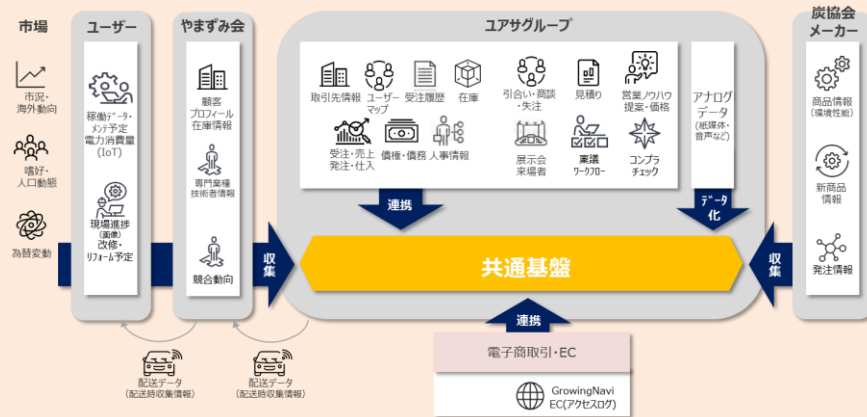 市場
市況・
海外動向
嗜好・
人口動態
為替変動
ユーザー
稼働データ・
メンテ予定
電力消費量
(IoT)
現場進捗
(画像)
改修・
リフォーム予定
やまずみ会
顧客
プロフィール
在庫情報
専門業種
技術者情報
競合動向
収集
ユアサグループ
取引先情報
ユーザー
マップ
受注履歴
在庫
引合い・商談
・失注
見積り
営業ノウハウ
提案・価格
受注・売上
発注・仕入
債権・債務
人事情報
展示会
来場者
稟議
ワークフロー
コンプラ
チェック
アナログ
データ
(紙媒体・
音声など)
連携
データ
化
共通基盤
連携
電子商取引・EC
GrowingNavi
EC(アクセスログ)
収集
炭協会
メーカー
商品情報
(環境性能)
新商品
情報
発注情報
配送データ
(配送時収集情報)
配送データ
(配送時収集情報)